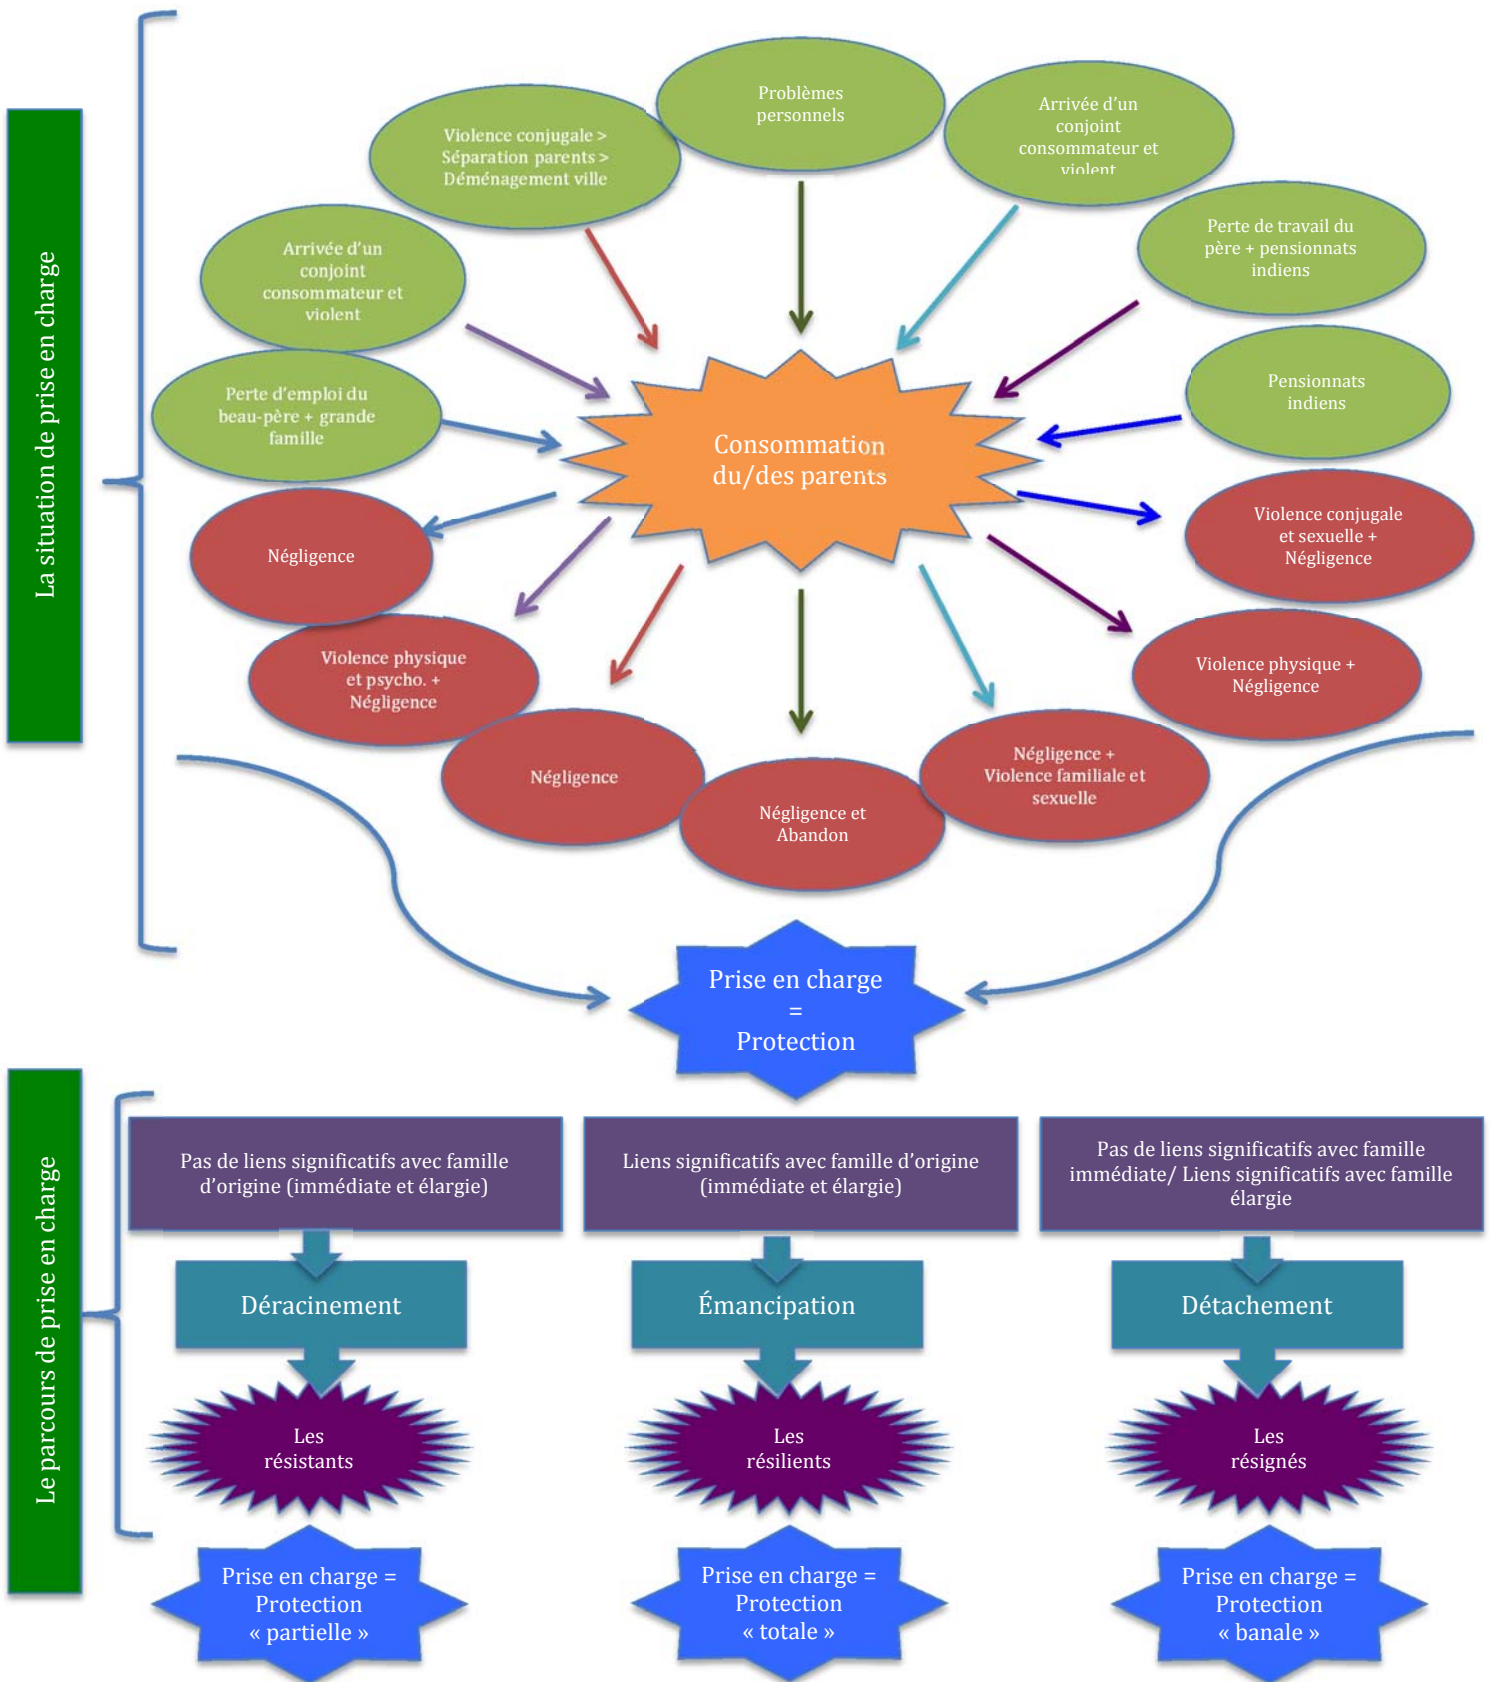 La situation de prise en charge
Problèmes
personnels
Arrivée d'un
conjoint
consommateur et
violent
Violence conjugale >
Séparation parents >
Déménagement ville
Perte de travail du
père + pensionnats
indiens
Arrivée d'un
conjoint
consommateur et
violent
Perte d'emploi du
beau-père + grande
famille
Pensionnats
indiens
Consommation
du/des parents
Négligence
Violence conjugale
et sexuelle +
Négligence
Violence physique
et psycho. +
Négligence
Violence physique +
Négligence
Négligence
Négligence +
Violence familiale et
sexuelle
Négligence et
Abandon
Prise en charge
=
Protection
Le parcours de prise en charge
Pas de liens significatifs avec famille
d'origine (immédiate et élargie)
Liens significatifs avec famille d'origine
(immédiate et élargie)
Pas de liens significatifs avec famille
immédiate/ Liens significatifs avec famille
élargie
Déracinement
Émancipation
Détachement
Les
résistants
Les
résilients
Les
résignés
Prise en charge =
Protection
« partielle »
Prise en charge =
Protection
« totale »
Prise en charge =
Protection
« banale »